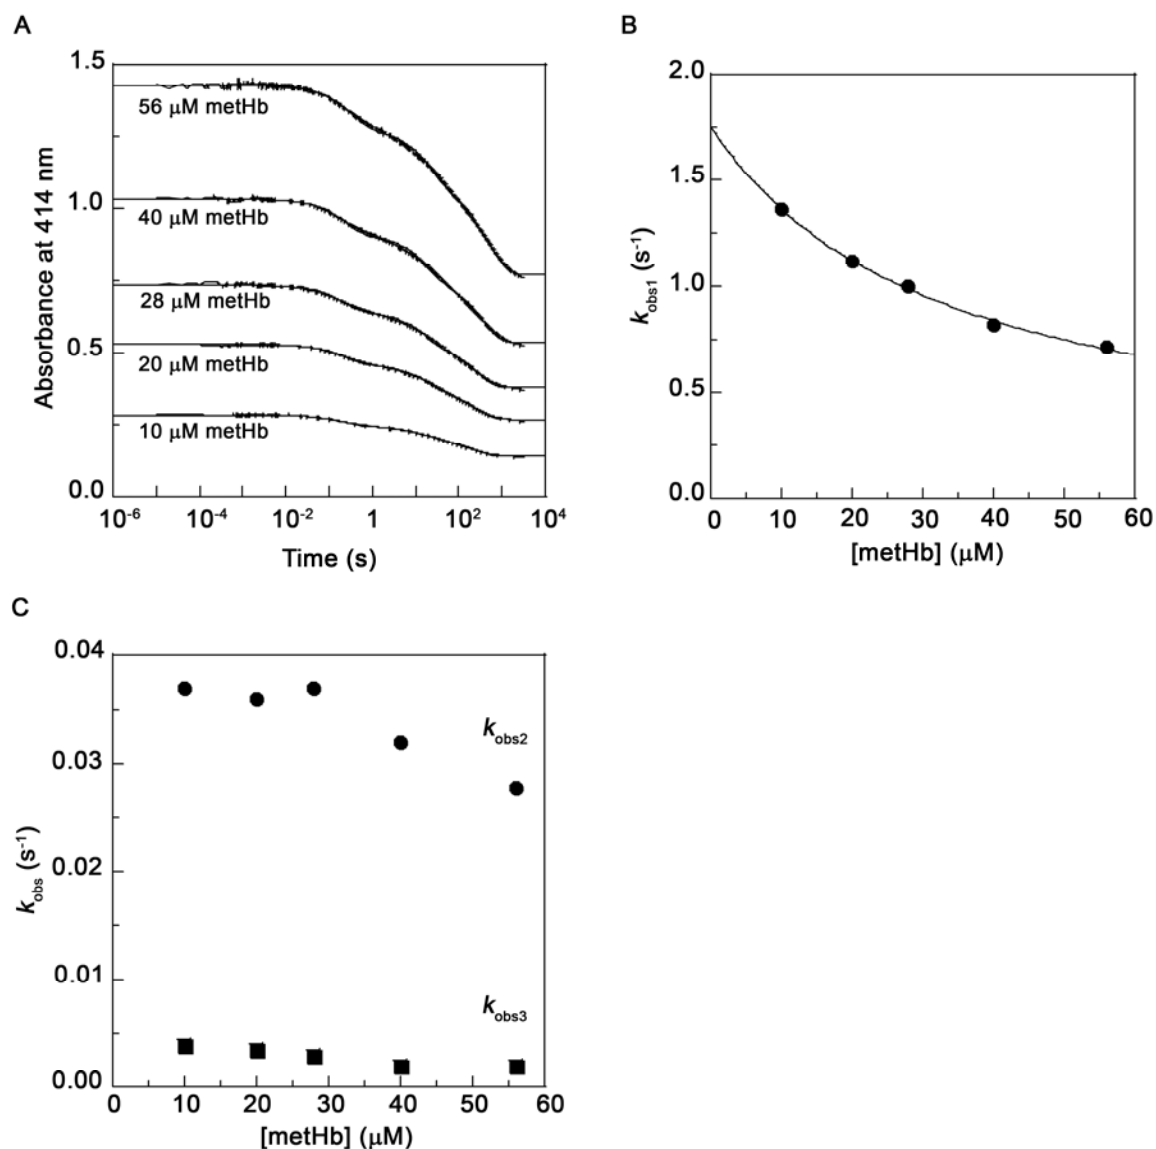 A
Absorbance at 414 nm
1.5
1.0
0.5
0.0
56 μM metHb
40 μM metHb
28 μM metHb
20 μM metHb
10 μM metHb
10-6 10-4 10-2 1 102 104
Time (s)
B
kobs1 (s-1)
2.0
1.5
1.0
0.5
0.0
0 10 20 30 40 50 60
[metHb] (μM)
C
kobs (s-1)
0.04
0.03
0.02
0.01
0.00
kobs2
kobs3
0 10 20 30 40 50 60
[metHb] (μM)